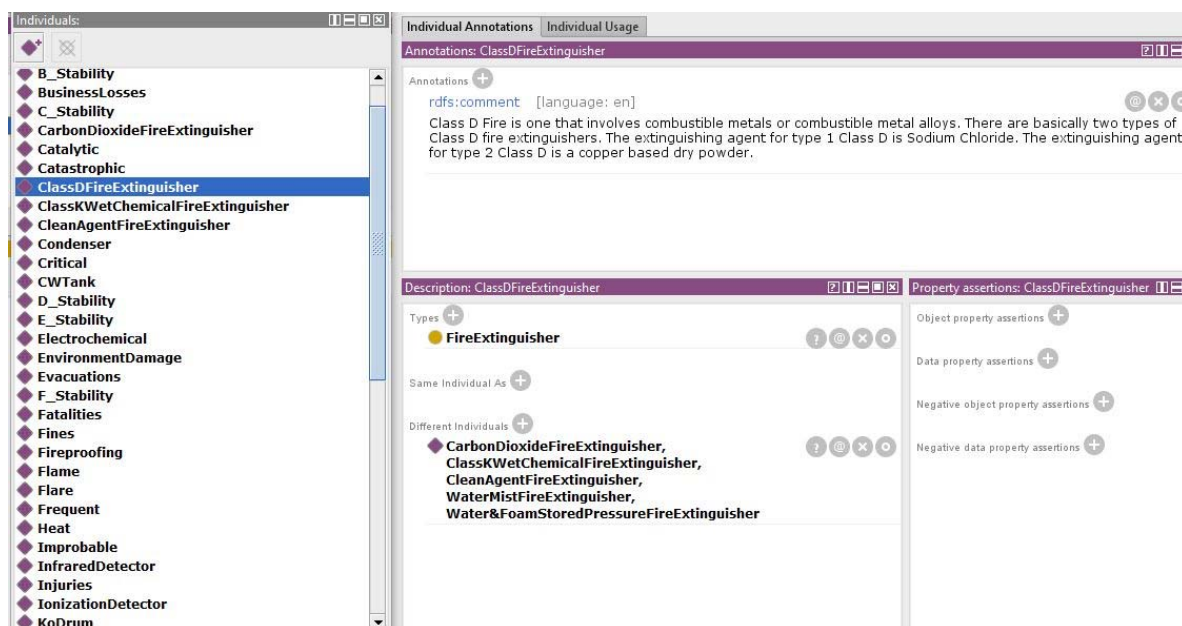 Individuals:
B_Stability
BusinessLosses
C_Stability
CarbonDioxideFireExtinguisher
Catalytic
Catastrophic
ClassDFireExtinguisher
ClassKWetChemicalFireExtinguisher
CleanAgentFireExtinguisher
Condenser
Critical
CWTank
D_Stability
E_Stability
Electrochemical
EnvironmentDamage
Evacuations
F_Stability
Fatalities
Fines
Fireproofing
Flame
Flare
Frequent
Heat
Improbable
InfraredDetector
Injuries
IonizationDetector
KoDrum
Individual Annotations Individual Usage
Annotations: ClassDFireExtinguisher
Annotations
rdfs:comment [language: en]
Class D Fire is one that involves combustible metals or combustible metal alloys. There are basically two types of
Class D fire extinguishers. The extinguishing agent for type 1 Class D is Sodium Chloride. The extinguishing agent
for type 2 Class D is a copper based dry powder.
Description: ClassDFireExtinguisher
Types
FireExtinguisher
Same Individual As
Different Individuals
CarbonDioxideFireExtinguisher,
ClassKWetChemicalFireExtinguisher,
CleanAgentFireExtinguisher,
WaterMistFireExtinguisher,
Water&FoamStoredPressureFireExtinguisher
Property assertions: ClassDFireExtinguisher
Object property assertions
Data property assertions
Negative object property assertions
Negative data property assertions